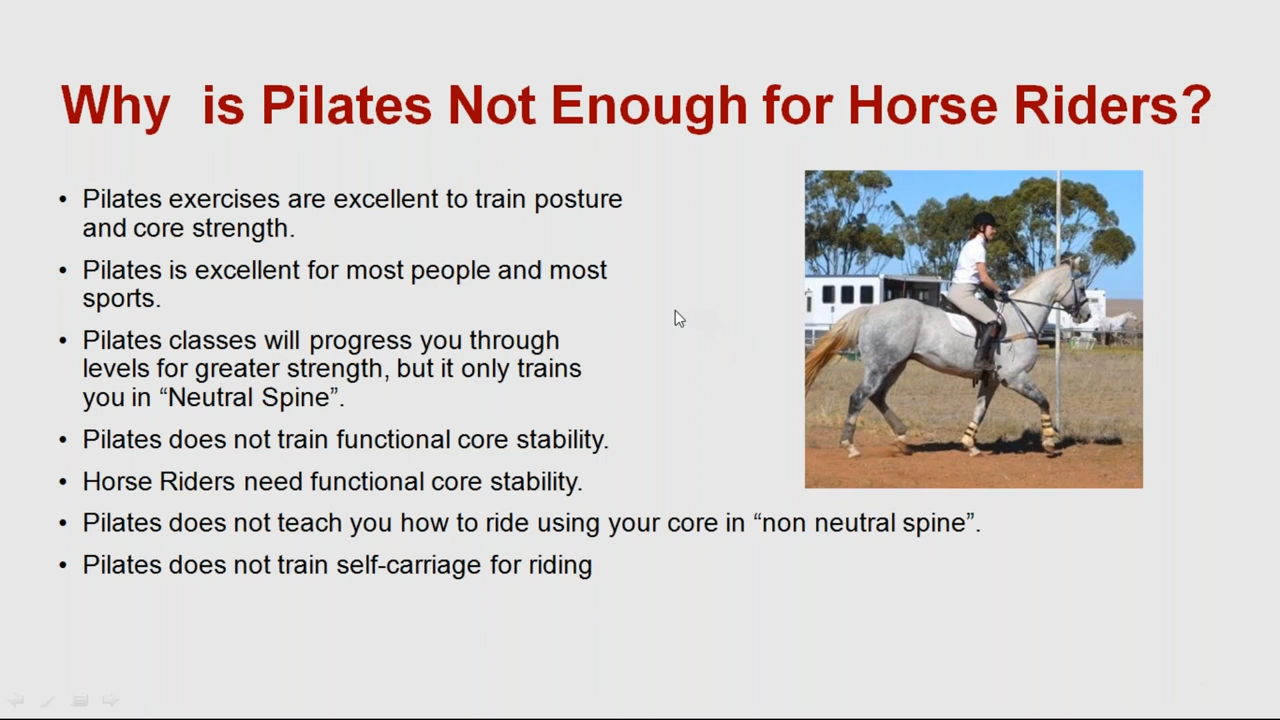 Why  is Pilates Not Enough for Horse Riders?
• Pilates exercises are excellent to train posture
and core strength.
• Pilates is excellent for most people and most
sports.
• Pilates classes will progress you through
levels for greater strength, but it only trains
you in “Neutral Spine”.
• Pilates does not train functional core stability.
• Horse Riders need functional core stability.
• Pilates does not teach you how to ride using your core in “non neutral spine”.
• Pilates does not train self-carriage for riding